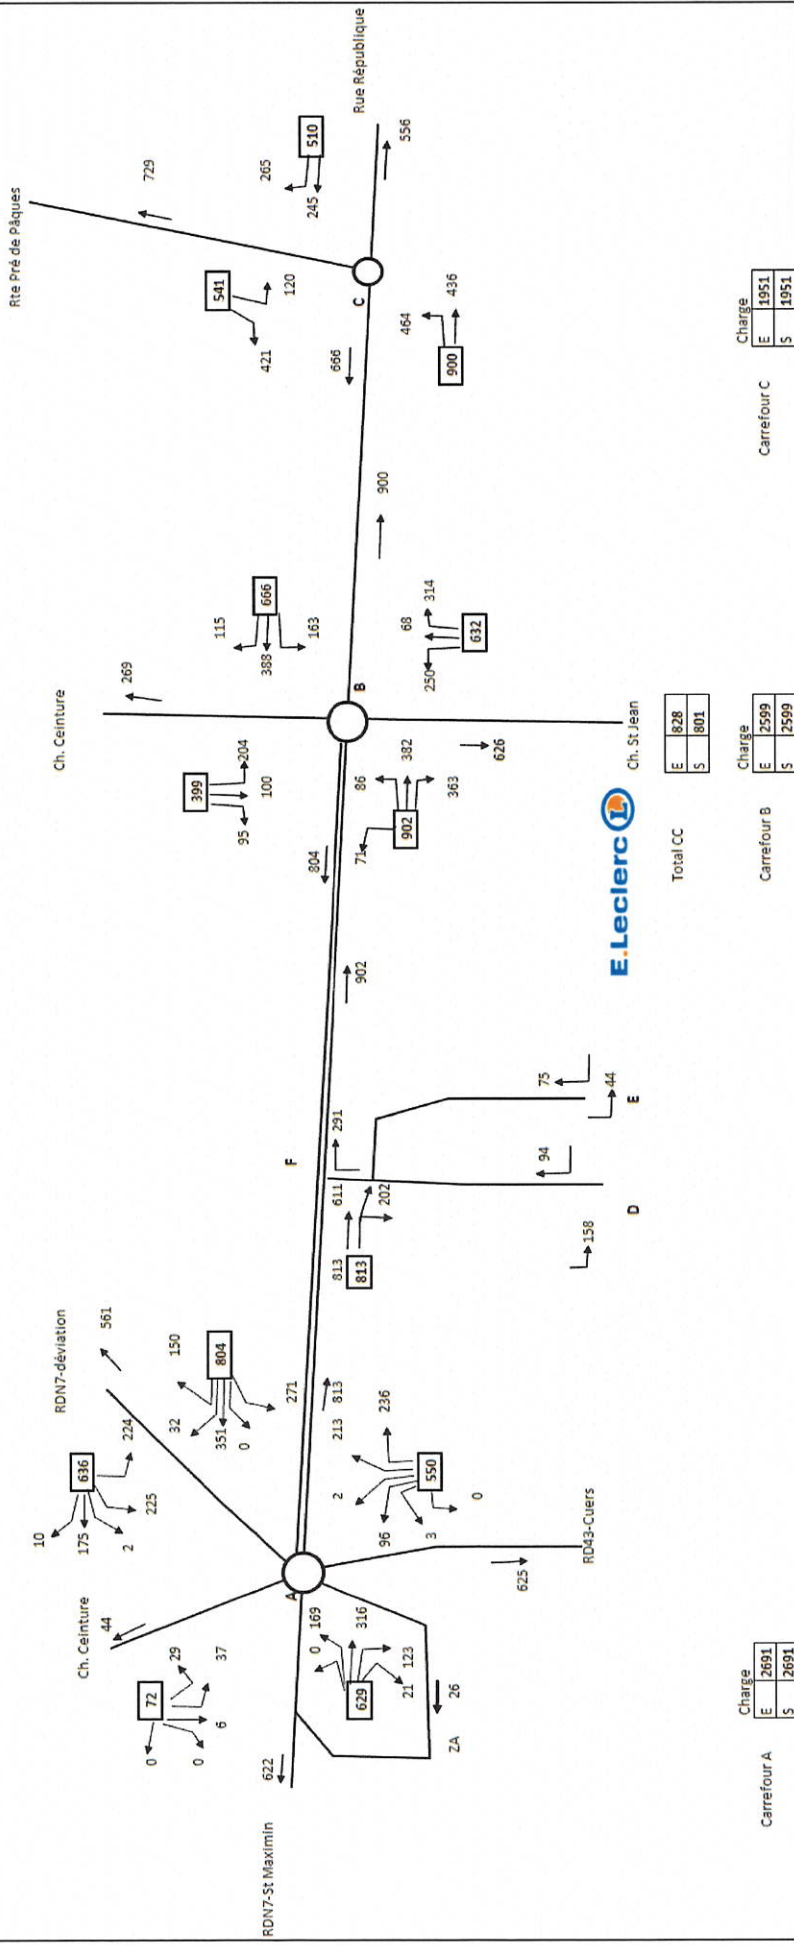 Rte Pré de Pâques
Rue République
729
265
510
245
556
541
120
421
C
666
464
436
900
900
Ch. Ceinture
269
115
666
388
163
B
68
314
250
632
399
204
100
95
86
382
626
804
71
902
363
902
Ch. St Jean
E.Leclerc L
F
291
611
202
813
813
75
44
94
E
D
158
RDN7-déviation
561
150
804
32
351
0
271
224
636
225
10
175
2
813
213
236
2
550
96
3
0
RD43-Cuers
625
Ch. Ceinture
44
A
29
37
72
6
0
0
169
316
0
629
123
21
26
ZA
622
RDN7-St Maximin
Total CC
E 828
S 801
Carrefour A
Charge
E 2691
S 2691
Carrefour B
Charge
E 2599
S 2599
Carrefour C
Charge
E 1951
S 1951